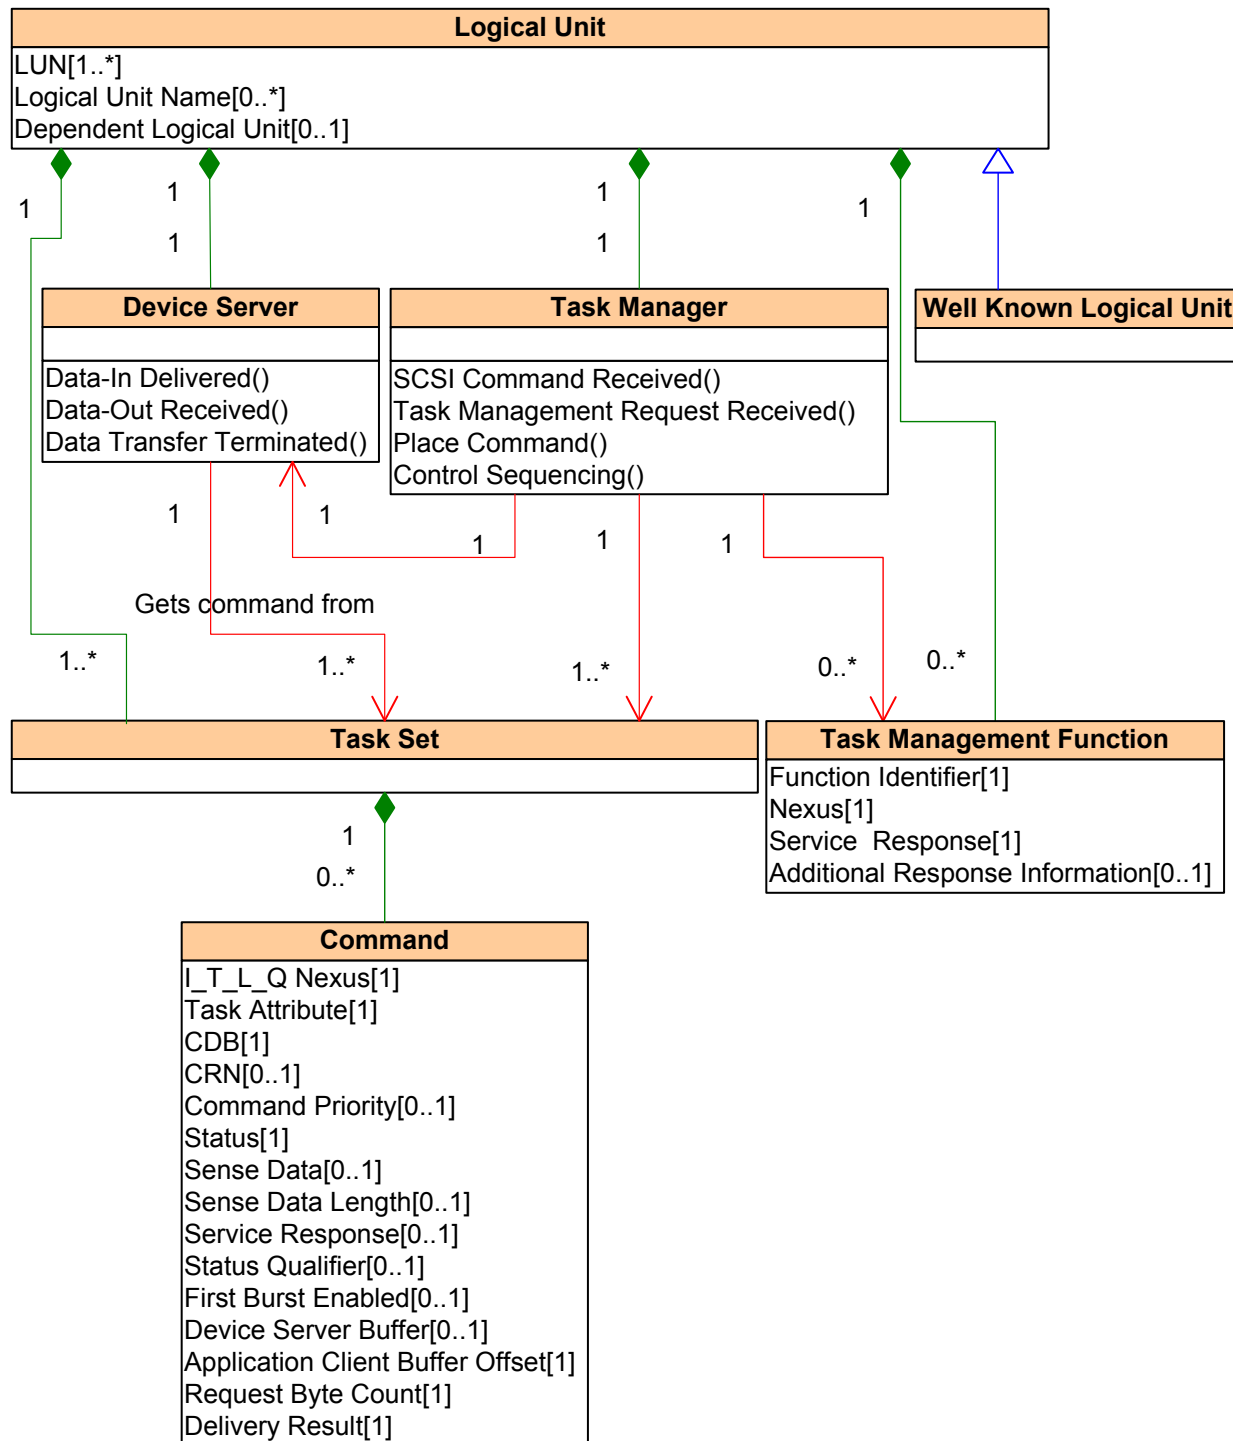 Logical Unit
LUN[1..*]
Logical Unit Name[0..*]
Dependent Logical Unit[0..1]
1
1
1
1
1
1
Device Server
Data-In Delivered()
Data-Out Received()
Data Transfer Terminated()
Task Manager
SCSI Command Received()
Task Management Request Received()
Place Command()
Control Sequencing()
Well Known Logical Unit
1
1
1
1
1
Gets command from
1..*
1..*
1..*
0..*
0..*
Task Set
Task Management Function
Function Identifier[1]
Nexus[1]
Service  Response[1]
Additional Response Information[0..1]
1
0..*
Command
I_T_L_Q Nexus[1]
Task Attribute[1]
CDB[1]
CRN[0..1]
Command Priority[0..1]
Status[1]
Sense Data[0..1]
Sense Data Length[0..1]
Service Response[0..1]
Status Qualifier[0..1]
First Burst Enabled[0..1]
Device Server Buffer[0..1]
Application Client Buffer Offset[1]
Request Byte Count[1]
Delivery Result[1]